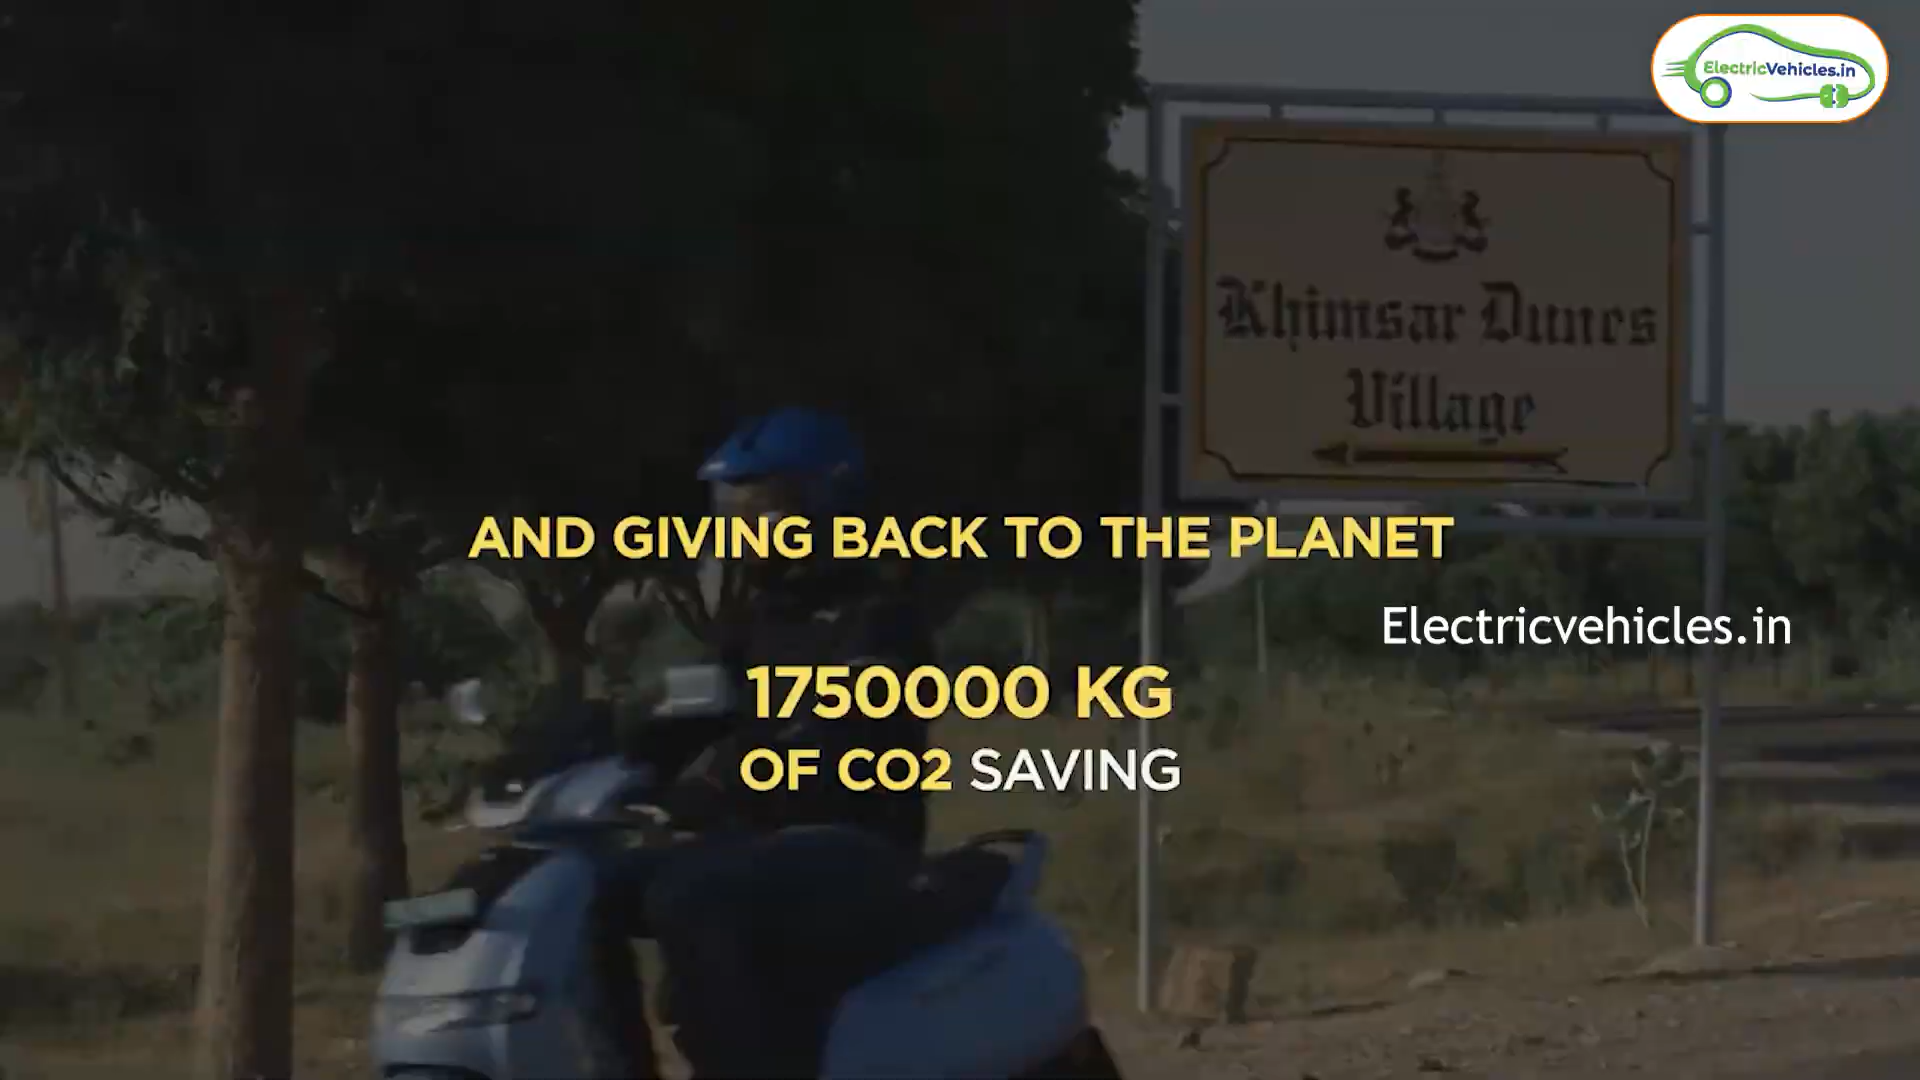 ElectricVehicles.in
Khimsar Dunes
Village
AND GIVING BACK TO THE PLANET
Electricvehicles.in
1750000 KG
OF CO2 SAVING